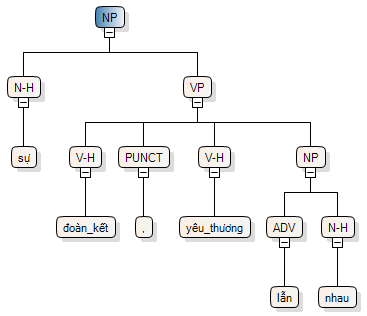 NP
N-H VP
sự V-H PUNCT V-H NP
đoàn_kết , yêu_thương ADV N-H
lẫn nhau